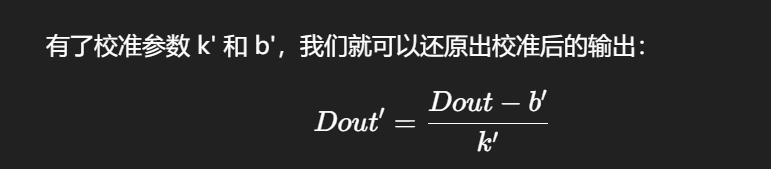 有了校准参数 k' 和 b'，我们就可以还原出校准后的输出：
Dout' = \frac{Dout - b'}{k'}